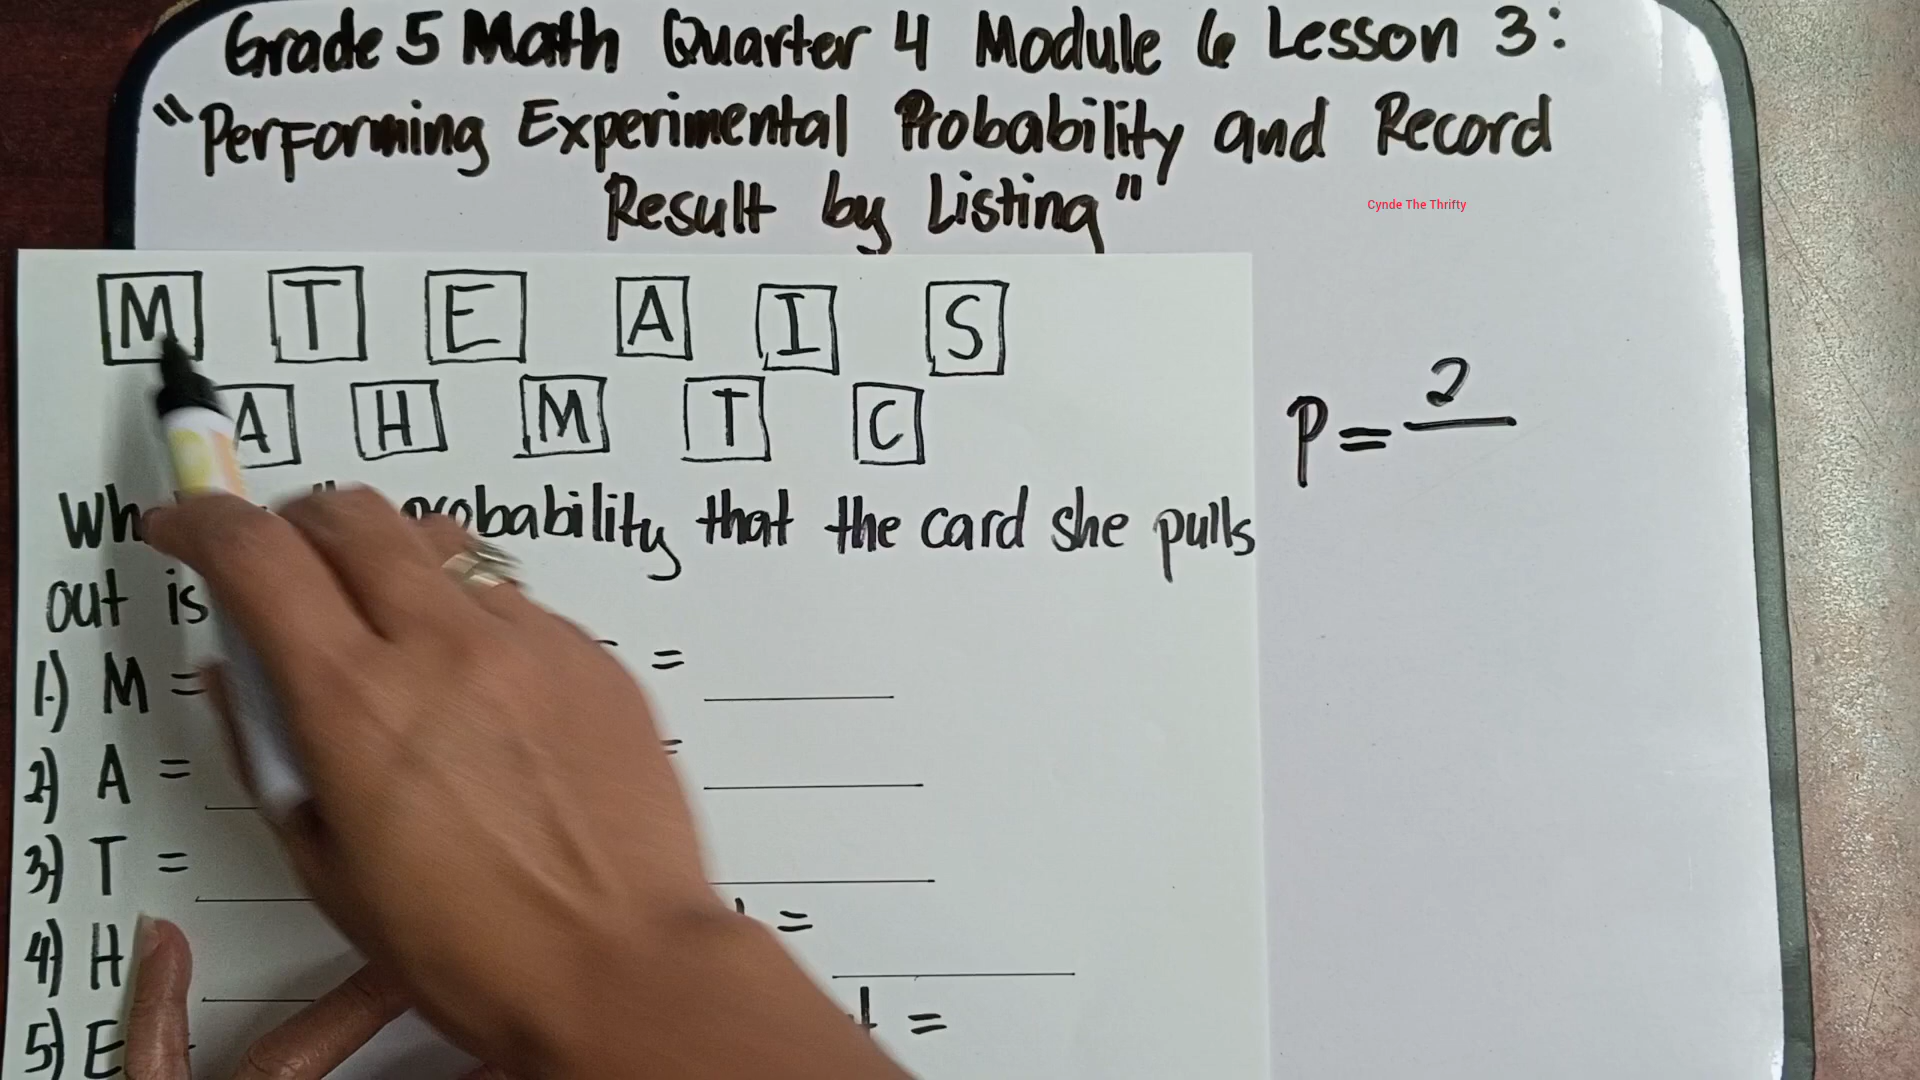 Grade 5 Math Quarter 4 Module 6 Lesson 3:
"Performing Experimental Probability and Record
Result by Listing"
Cynde The Thrifty
M T E A I S
A H M T C
P = 2
probability that the card she pulls
out is
1.) M = =
2.) A =
3.) T =
4.) H =
5.) E =